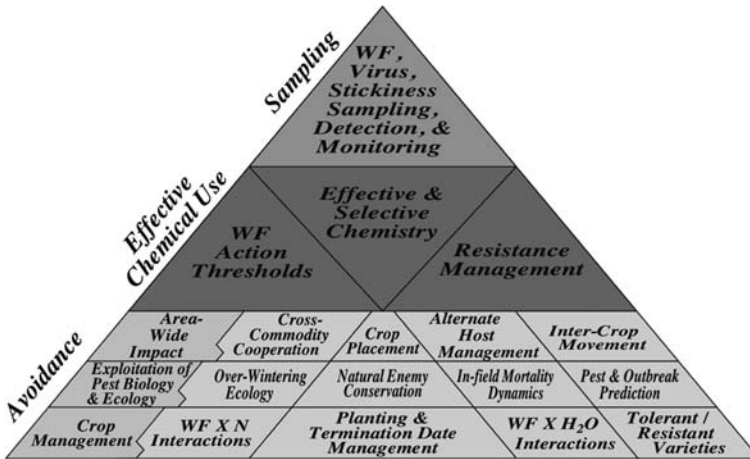 Sampling
WF,
Virus,
Stickiness
Sampling,
Detection, &
Monitoring
Effective
Chemical Use
WF
Action
Thresholds
Effective &
Selective
Chemistry
Resistance
Management
Avoidance
Area-
Wide
Impact
Cross-
Commodity
Cooperation
Crop
Placement
Alternate
Host
Management
Inter-Crop
Movement
Exploitation of
Pest Biology
& Ecology
Over-Wintering
Ecology
Natural Enemy
Conservation
In-field Mortality
Dynamics
Pest & Outbreak
Prediction
Crop
Management
WF X N
Interactions
Planting &
Termination Date
Management
WF X H₂O
Interactions
Tolerant /
Resistant
Varieties